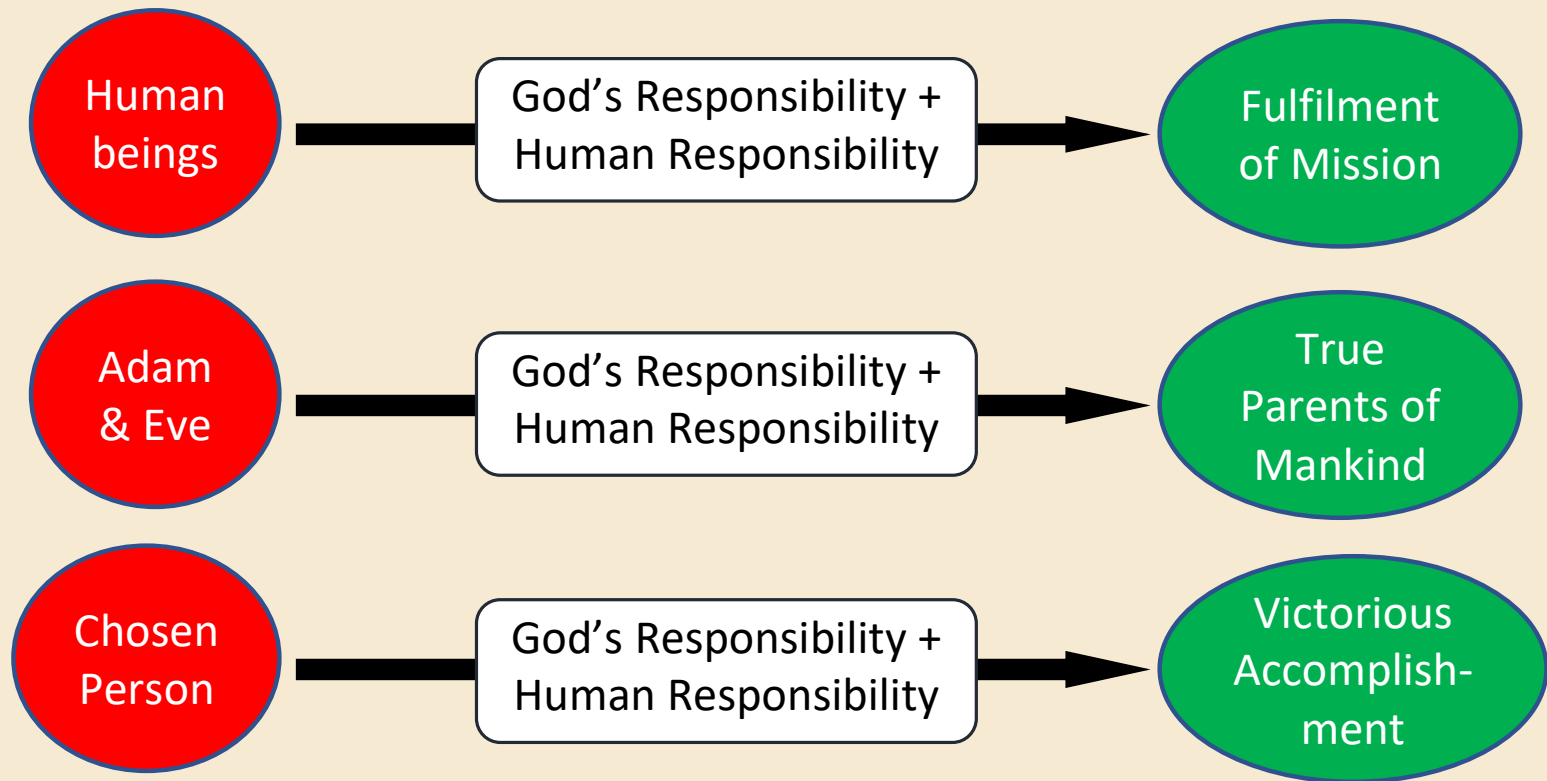 Human
beings
God’s Responsibility +
Human Responsibility
Fulfilment
of Mission
Adam
& Eve
God’s Responsibility +
Human Responsibility
True
Parents of
Mankind
Chosen
Person
God’s Responsibility +
Human Responsibility
Victorious
Accomplish-
ment